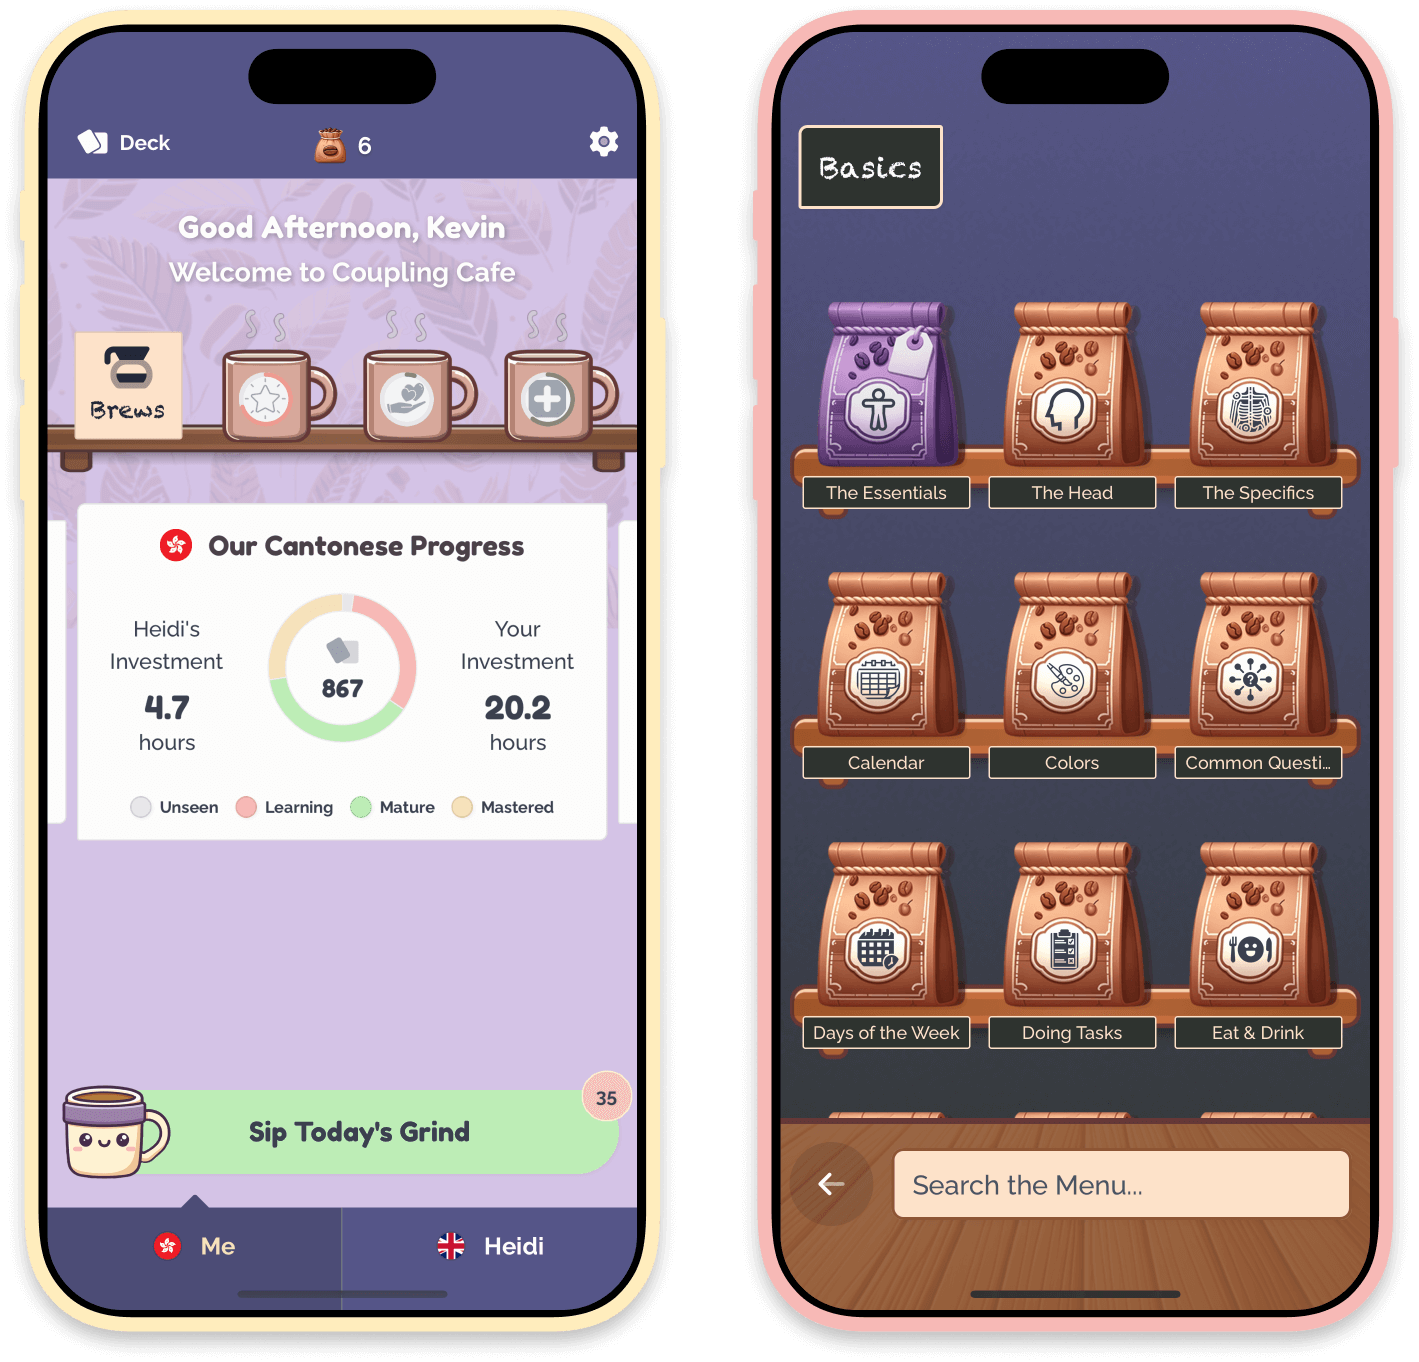 Deck
6
Good Afternoon, Kevin
Welcome to Coupling Cafe
Brews
Our Cantonese Progress
Heidi's
Investment
4.7
hours
867
Your
Investment
20.2
hours
Unseen
Learning
Mature
Mastered
35
Sip Today's Grind
Me
Heidi
Basics
The Essentials
The Head
The Specifics
Calendar
Colors
Common Questi...
Days of the Week
Doing Tasks
Eat & Drink
Search the Menu...